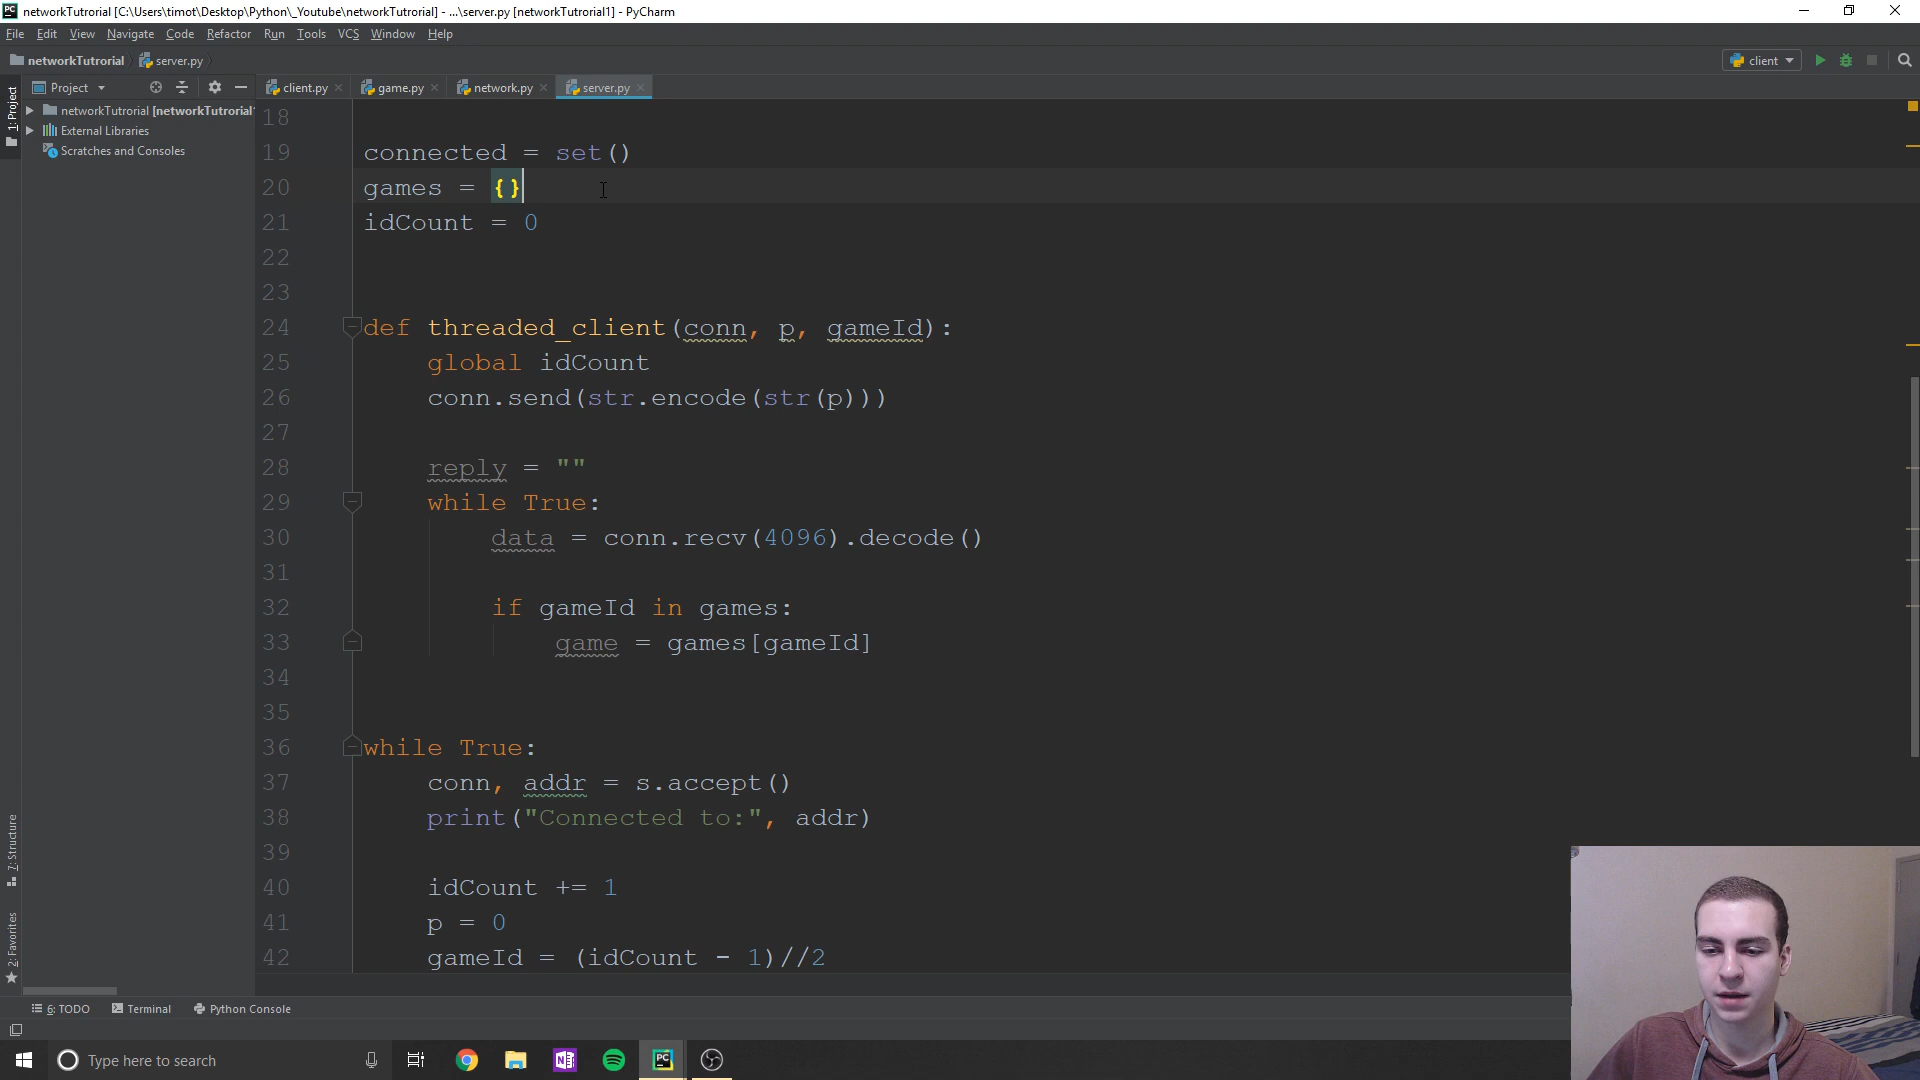 networkTutorial [C:\Users\timot\Desktop\Python\_Youtube\networkTutorial] - ...\server.py [networkTutorial1] - PyCharm
File Edit View Navigate Code Refactor Run Tools VCS Window Help
networkTutrorial server.py client
1: Project
Project
client.py game.py network.py server.py
networkTutrorial [networkTutrorial
External Libraries
Scratches and Consoles
18
19 connected = set()
20 games = {}
21 idCount = 0
22
23
24 def threaded_client(conn, p, gameId):
25 global idCount
26 conn.send(str.encode(str(p)))
27
28 reply = ""
29 while True:
30 data = conn.recv(4096).decode()
31
32 if gameId in games:
33 game = games[gameId]
34
35
36 while True:
37 conn, addr = s.accept()
38 print("Connected to:", addr)
39
40 idCount += 1
41 p = 0
42 gameId = (idCount - 1)//2
7: Structure
2: Favorites
6: TODO Terminal Python Console
Type here to search